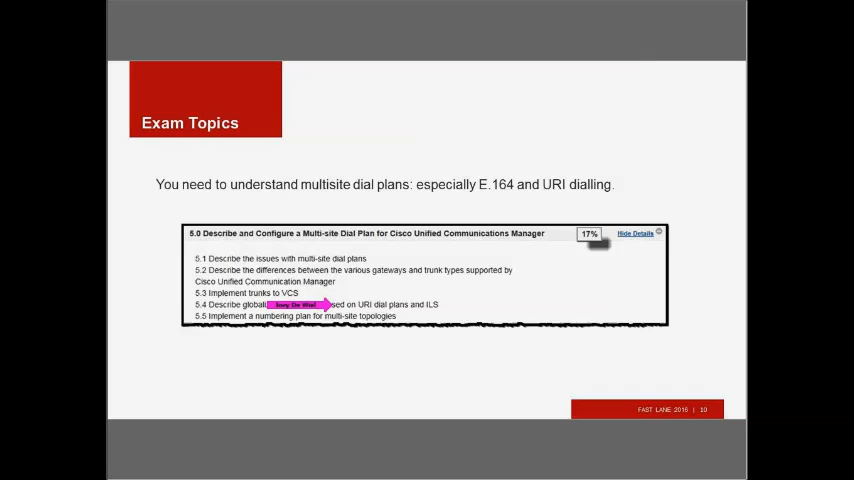 Exam Topics
You need to understand multisite dial plans: especially E.164 and URI dialling.
5.0 Describe and Configure a Multi-site Dial Plan for Cisco Unified Communications Manager 17% Hide Details
5.1 Describe the issues with multi-site dial plans
5.2 Describe the differences between the various gateways and trunk types supported by
Cisco Unified Communications Manager
5.3 Implement trunks to VCS
5.4 Describe globali sed on URI dial plans and ILS
5.5 Implement a numbering plan for multi-site topologies
FAST LANE 2016 | 10